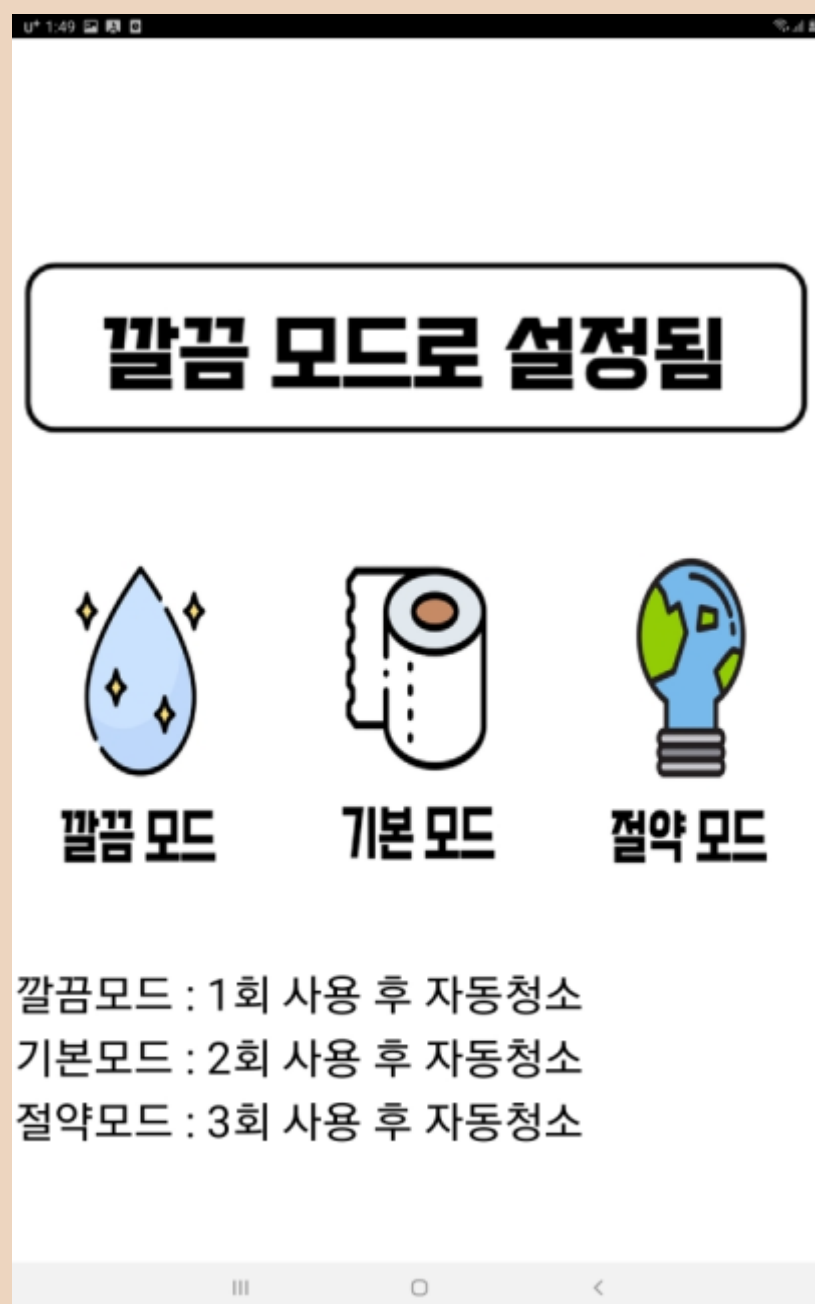 U+ 1:49
깔끔 모드로 설정됨
깔끔 모드
기본 모드
절약 모드
깔끔모드 : 1회 사용 후 자동청소
기본모드 : 2회 사용 후 자동청소
절약모드 : 3회 사용 후 자동청소